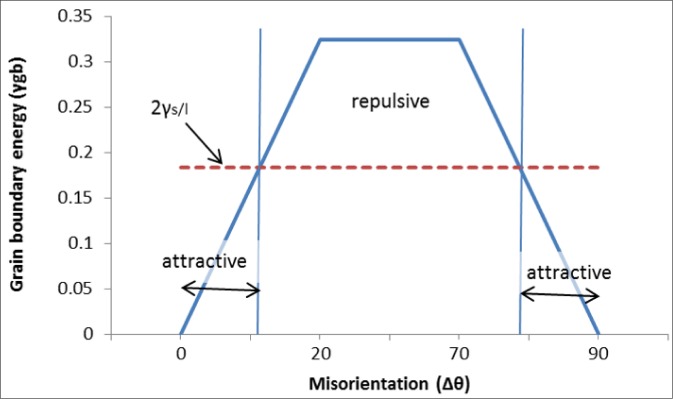 0.35
0.3
0.25
0.2
0.15
0.1
0.05
0
Grain boundary energy (γgb)
2γs/l
repulsive
attractive
attractive
0 20 70 90
Misorientation (Δθ)